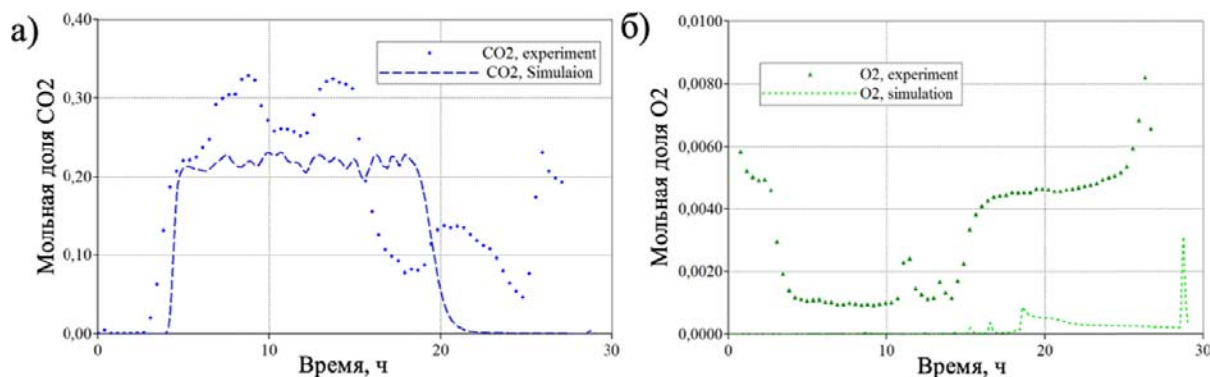 а)
0,40
0,30
0,20
0,10
0,00
0
10
20
30
Мольная доля CO2
Время, ч
CO2, experiment
CO2, Simulaion
б)
0,0100
0,0080
0,0060
0,0040
0,0020
0,0000
0
10
20
30
Мольная доля O2
Время, ч
O2, experiment
O2, simulation